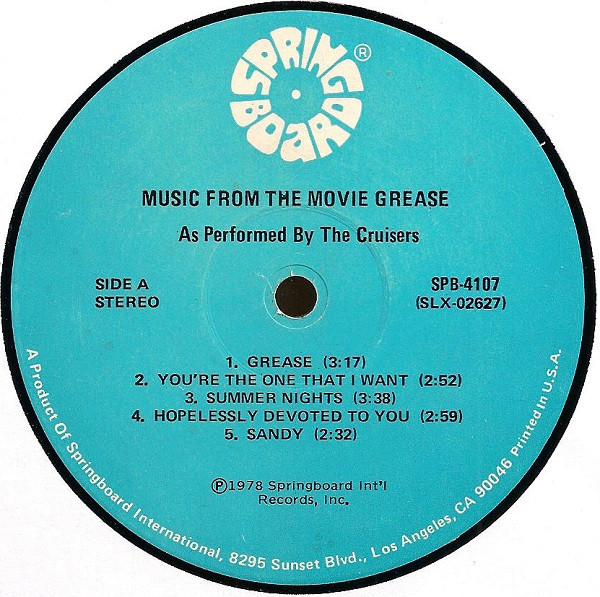 SPRING
BOARD ®
MUSIC FROM THE MOVIE GREASE
As Performed By The Cruisers
SIDE A
STEREO
SPB-4107
(SLX-02627)
1. GREASE (3:17)
2. YOU'RE THE ONE THAT I WANT (2:52)
3. SUMMER NIGHTS (3:38)
4. HOPELESSLY DEVOTED TO YOU (2:59)
5. SANDY (2:32)
℗1978 Springboard Int'l
Records, Inc.
A Product Of Springboard International, 8295 Sunset Blvd., Los Angeles, CA 90046 Printed in U.S.A.